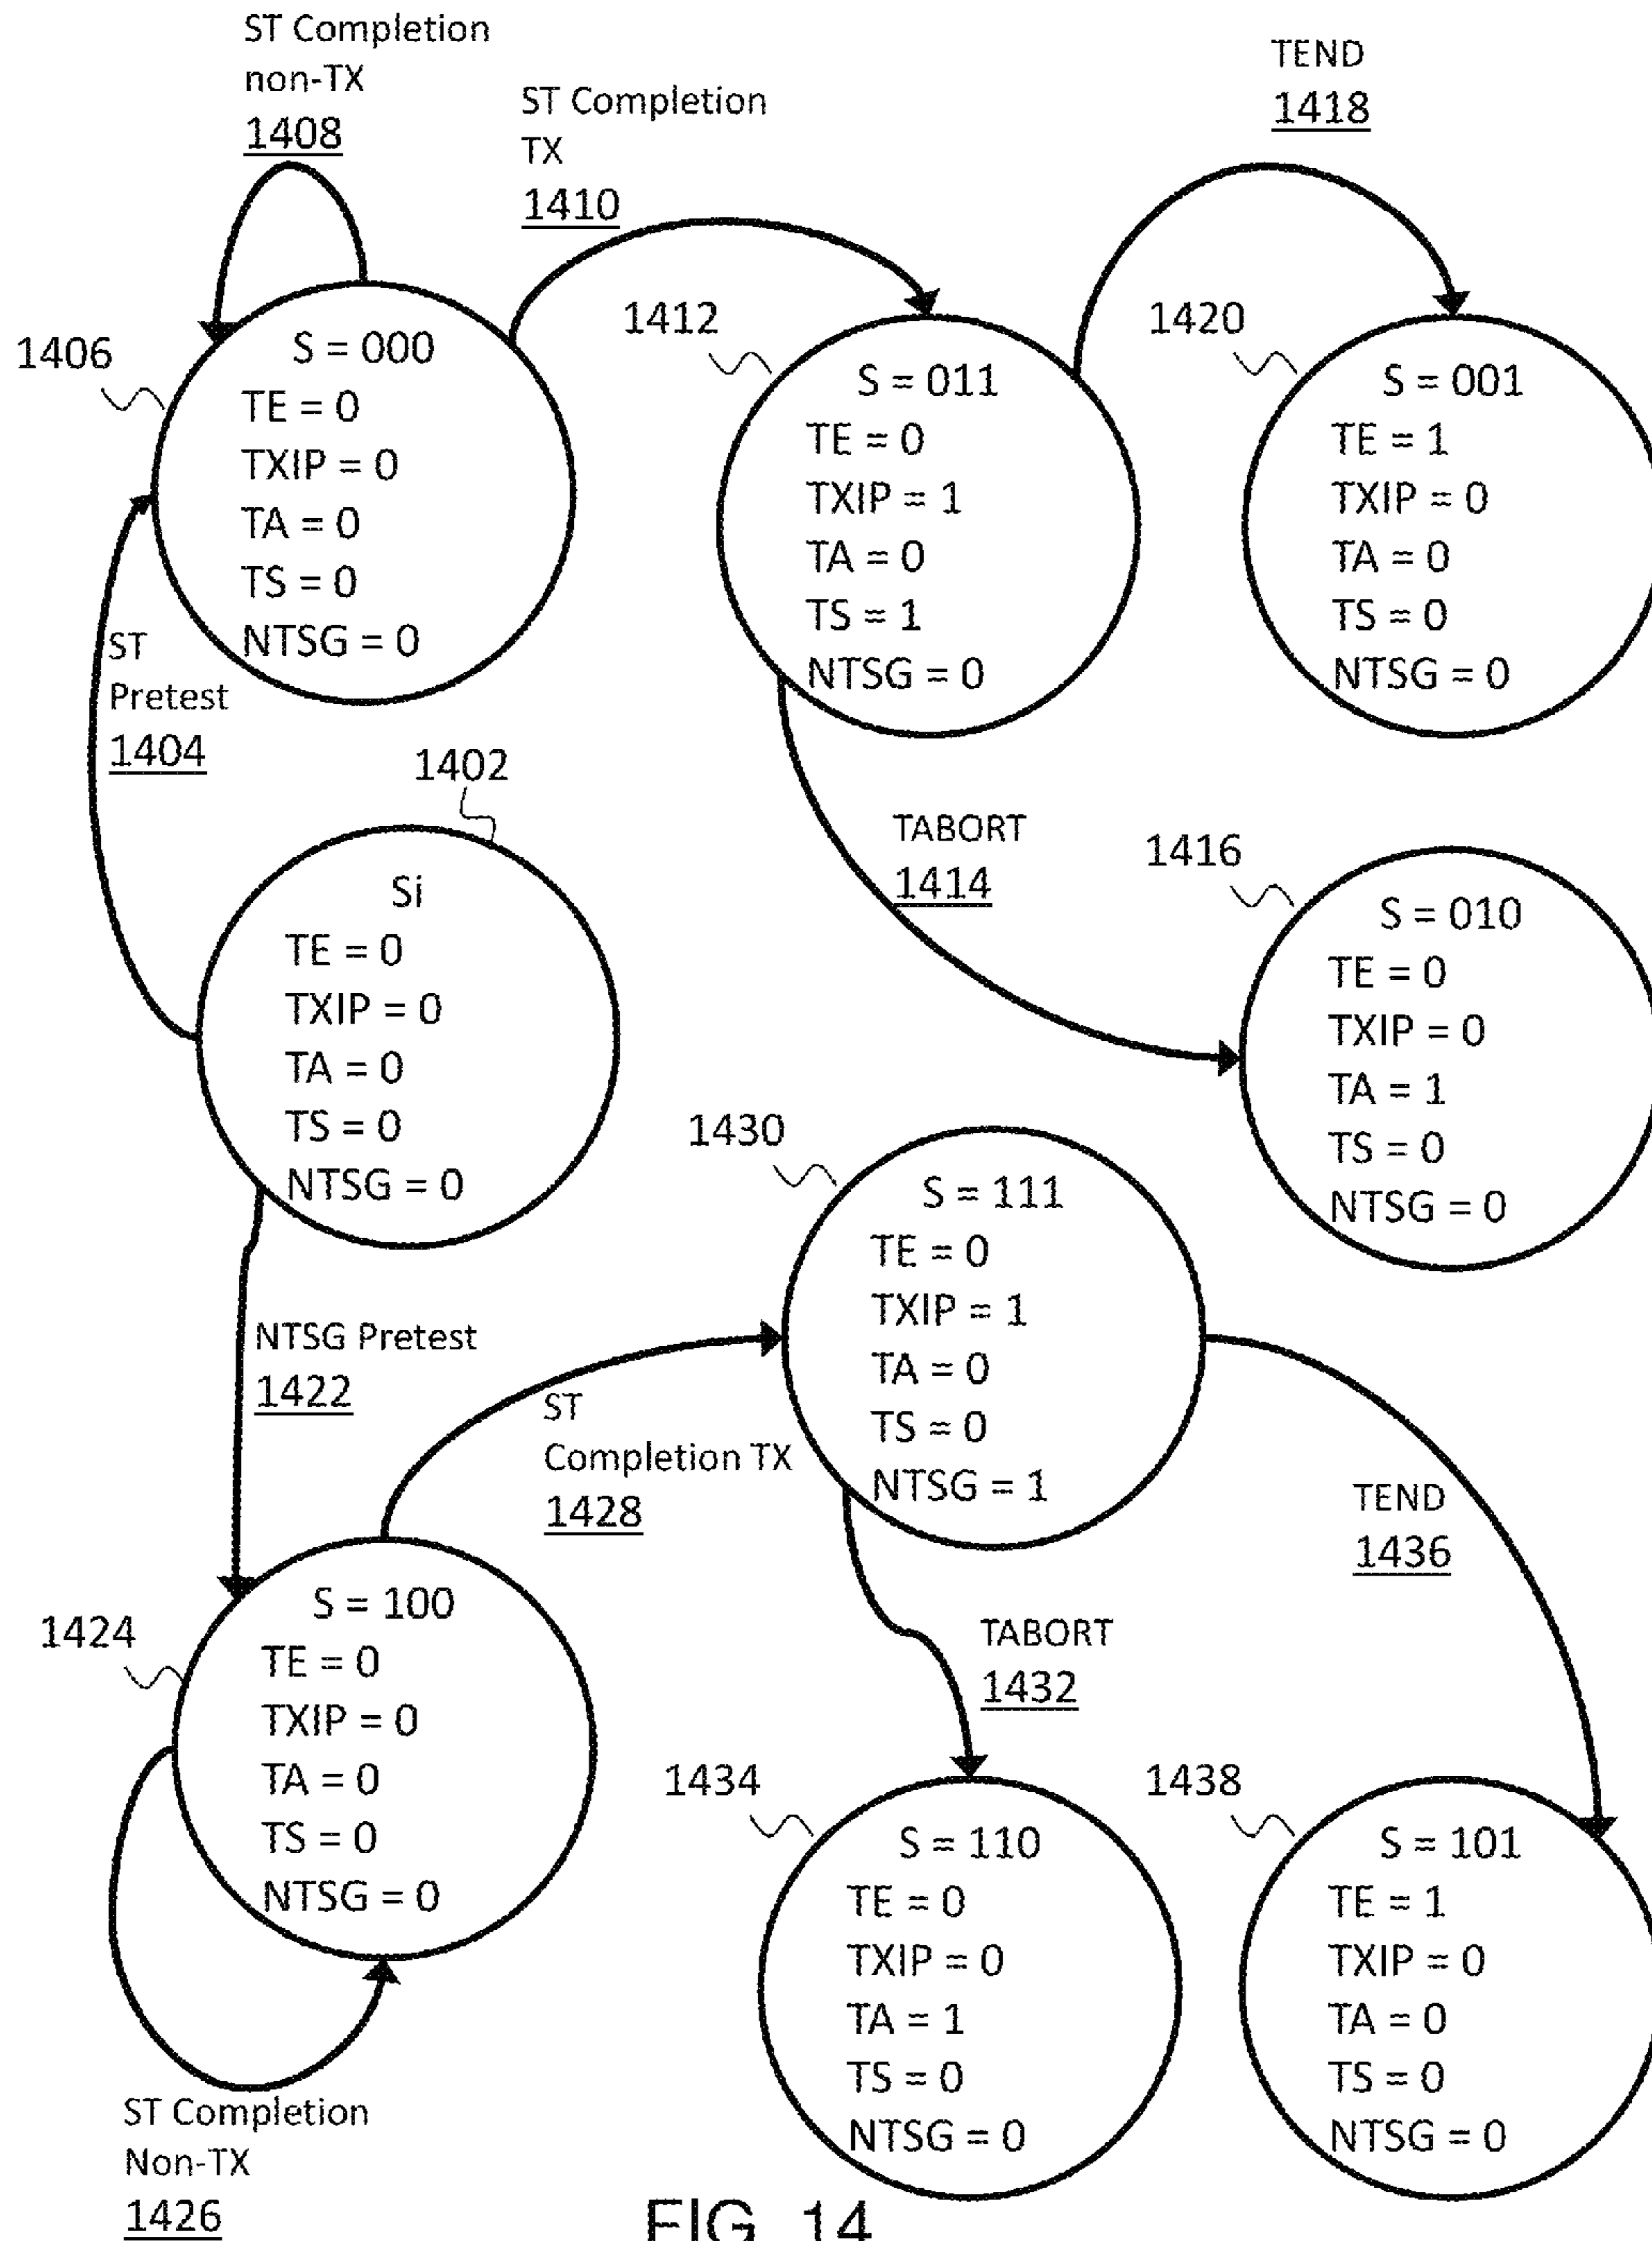 ST Completion
non-TX
1408
ST Completion
TX
1410
TEND
1418
1406
S = 000
TE = 0
TXIP = 0
TA = 0
TS = 0
NTSG = 0
1412
S = 011
TE = 0
TXIP = 1
TA = 0
TS = 1
NTSG = 0
1420
S = 001
TE = 1
TXIP = 0
TA = 0
TS = 0
NTSG = 0
ST
Pretest
1404
1402
Si
TE = 0
TXIP = 0
TA = 0
TS = 0
NTSG = 0
TABORT
1414
1416
S = 010
TE = 0
TXIP = 0
TA = 1
TS = 0
NTSG = 0
1430
S = 111
TE = 0
TXIP = 1
TA = 0
TS = 0
NTSG = 1
NTSG Pretest
1422
ST
Completion TX
1428
TEND
1436
1424
S = 100
TE = 0
TXIP = 0
TA = 0
TS = 0
NTSG = 0
TABORT
1432
1434
S = 110
TE = 0
TXIP = 0
TA = 1
TS = 0
NTSG = 0
1438
S = 101
TE = 1
TXIP = 0
TA = 0
TS = 0
NTSG = 0
ST Completion
Non-TX
1426
FIG. 14